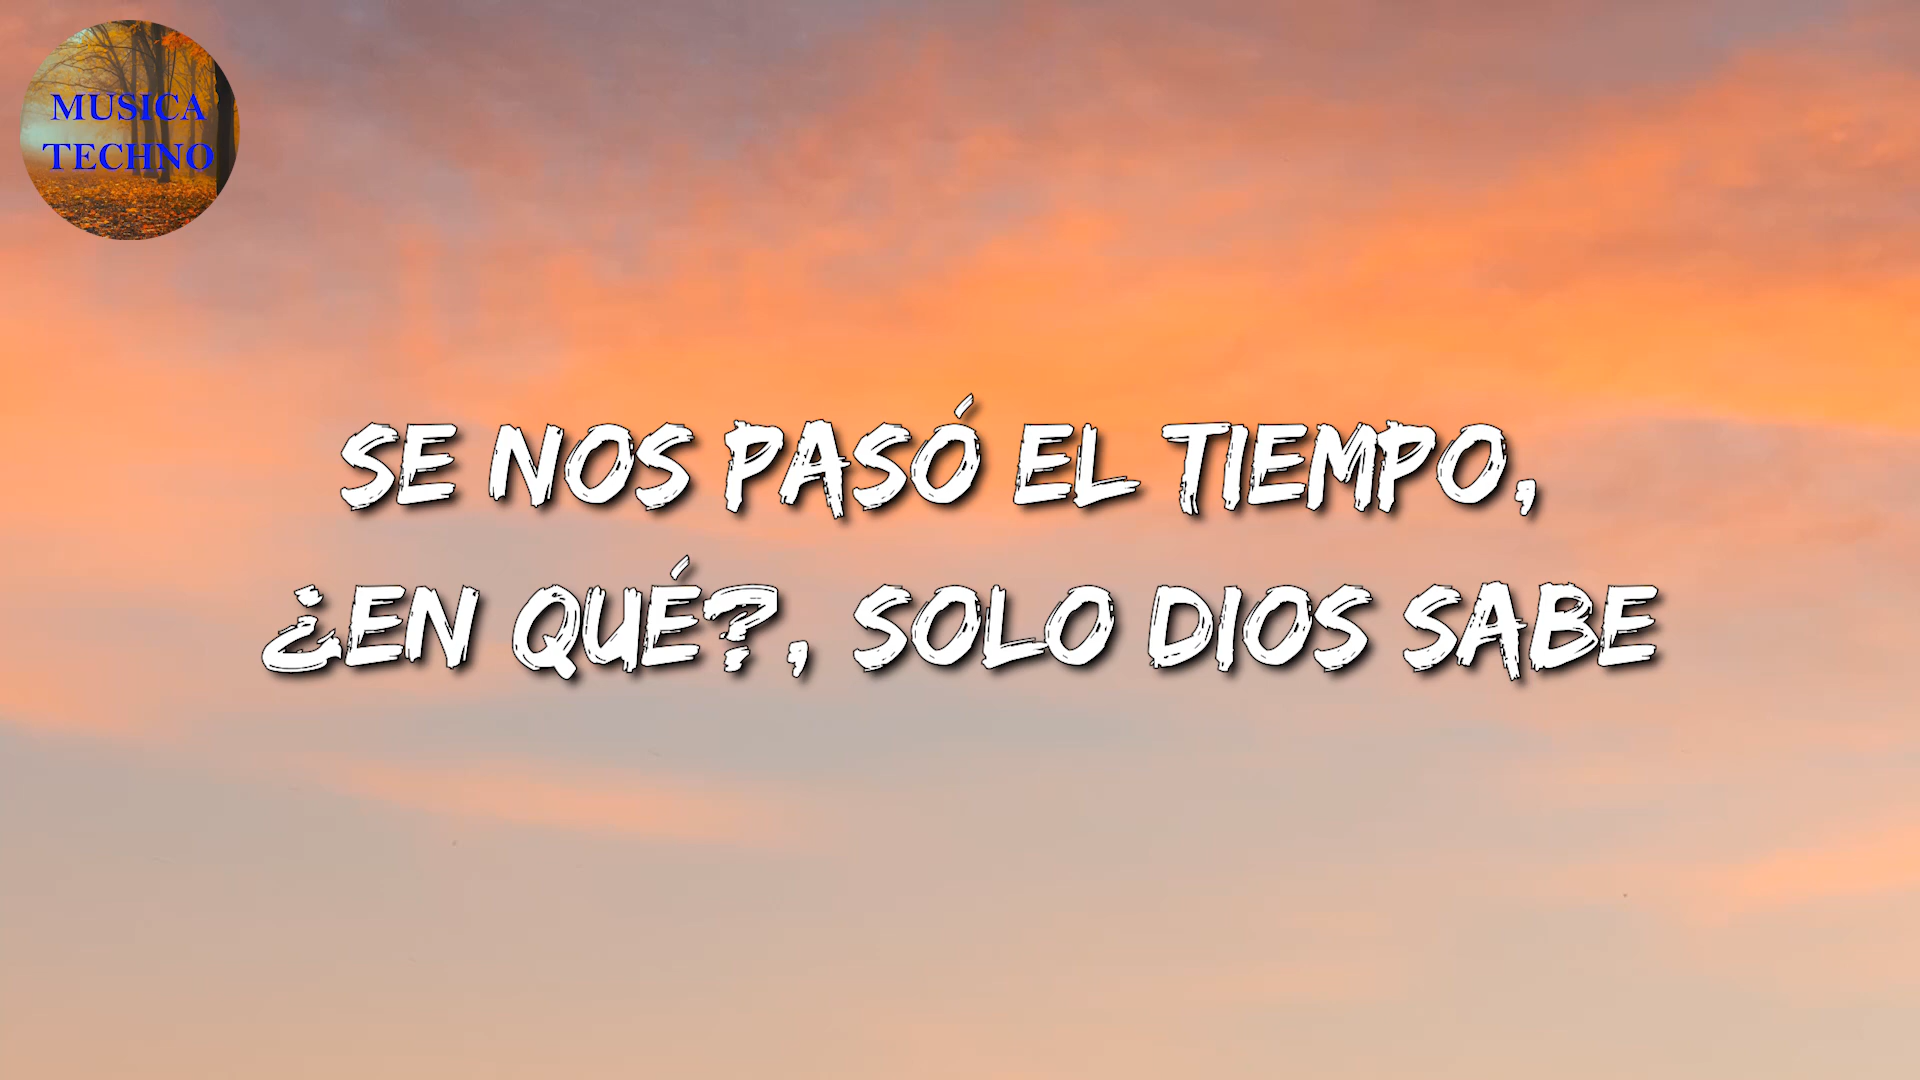 MUSICA
TECHNO
SE NOS PASÓ EL TIEMPO,
¿EN QUÉ?, SOLO DIOS SABE